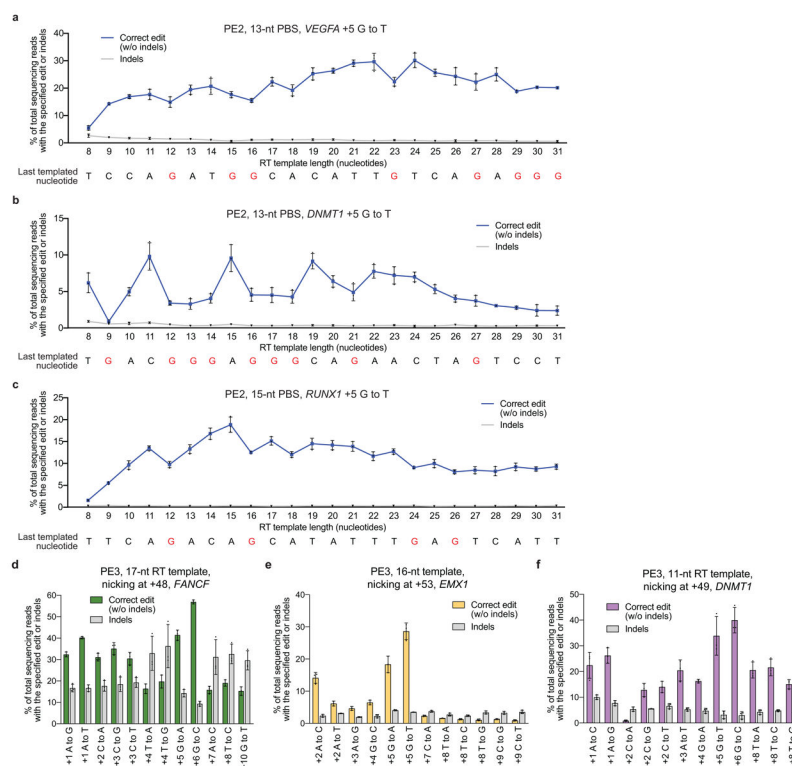 a
PE2, 13-nt PBS, VEGFA +5 G to T
% of total sequencing reads
with the specified edit or indels
Correct edit
(w/o indels)
Indels
40
30
20
10
0
8 9 10 11 12 13 14 15 16 17 18 19 20 21 22 23 24 25 26 27 28 29 30 31
RT template length (nucleotides)
Last templated
nucleotide
T C C A G A T G G C A C A T T G T C A G A G G G
b
PE2, 13-nt PBS, DNMT1 +5 G to T
% of total sequencing reads
with the specified edit or indels
Correct edit
(w/o indels)
Indels
15
10
5
0
8 9 10 11 12 13 14 15 16 17 18 19 20 21 22 23 24 25 26 27 28 29 30 31
RT template length (nucleotides)
Last templated
nucleotide
T G A C G G G A G G G C A G A A C T A G T C C T
c
PE2, 15-nt PBS, RUNX1 +5 G to T
% of total sequencing reads
with the specified edit or indels
Correct edit
(w/o indels)
Indels
25
20
15
10
5
0
8 9 10 11 12 13 14 15 16 17 18 19 20 21 22 23 24 25 26 27 28 29 30 31
RT template length (nucleotides)
Last templated
nucleotide
T T C A G A C A G C A T A T T T G A G T C A T T
d
PE3, 17-nt RT template,
nicking at +48, FANCF
% of total sequencing reads
with the specified edit or indels
Correct edit
(w/o indels)
Indels
60
50
40
30
20
10
0
+1 A to G
+1 A to T
+2 C to A
+3 C to G
+3 C to T
+4 T to A
+4 T to G
+5 G to A
+6 G to C
+7 A to C
+8 T to C
+10 G to T
e
PE3, 16-nt template,
nicking at +53, EMX1
% of total sequencing reads
with the specified edit or indels
Correct edit
(w/o indels)
Indels
40
30
20
10
0
+2 A to C
+2 A to T
+3 A to G
+4 G to C
+5 G to A
+5 G to T
+7 C to A
+8 T to A
+8 T to C
+8 T to G
+9 C to G
+9 C to T
f
PE3, 11-nt RT template,
nicking at +49, DNMT1
% of total sequencing reads
with the specified edit or indels
Correct edit
(w/o indels)
Indels
50
40
30
20
10
0
+1 A to C
+1 A to T
+2 C to A
+2 C to G
+2 C to T
+3 A to T
+4 G to A
+5 G to T
+6 G to C
+8 T to A
+8 T to C
+8 T to G